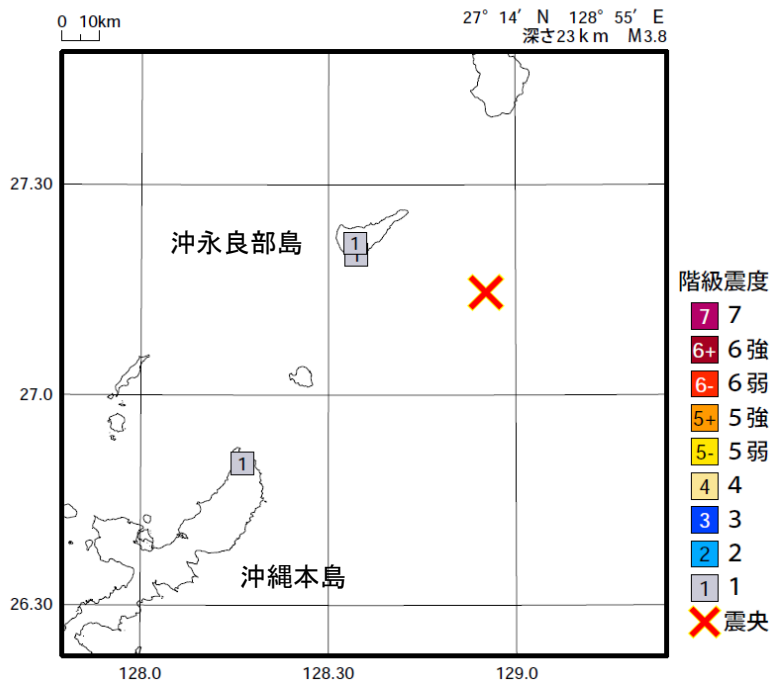 0 10km
27° 14′ N 128° 55′ E
深さ23ｋｍ M3.8
27.30
沖永良部島
1
1
27.0
1
沖縄本島
26.30
128.0
128.30
129.0
階級震度
7 7
6+ 6強
6- 6弱
5+ 5強
5- 5弱
4 4
3 3
2 2
1 1
震央